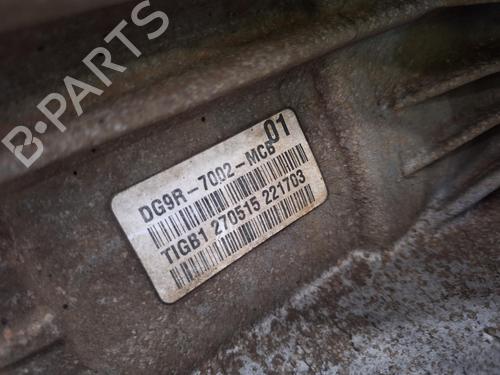 B-PARTS
01
DG9R-7002-MCB
TIGB1 270515 221703